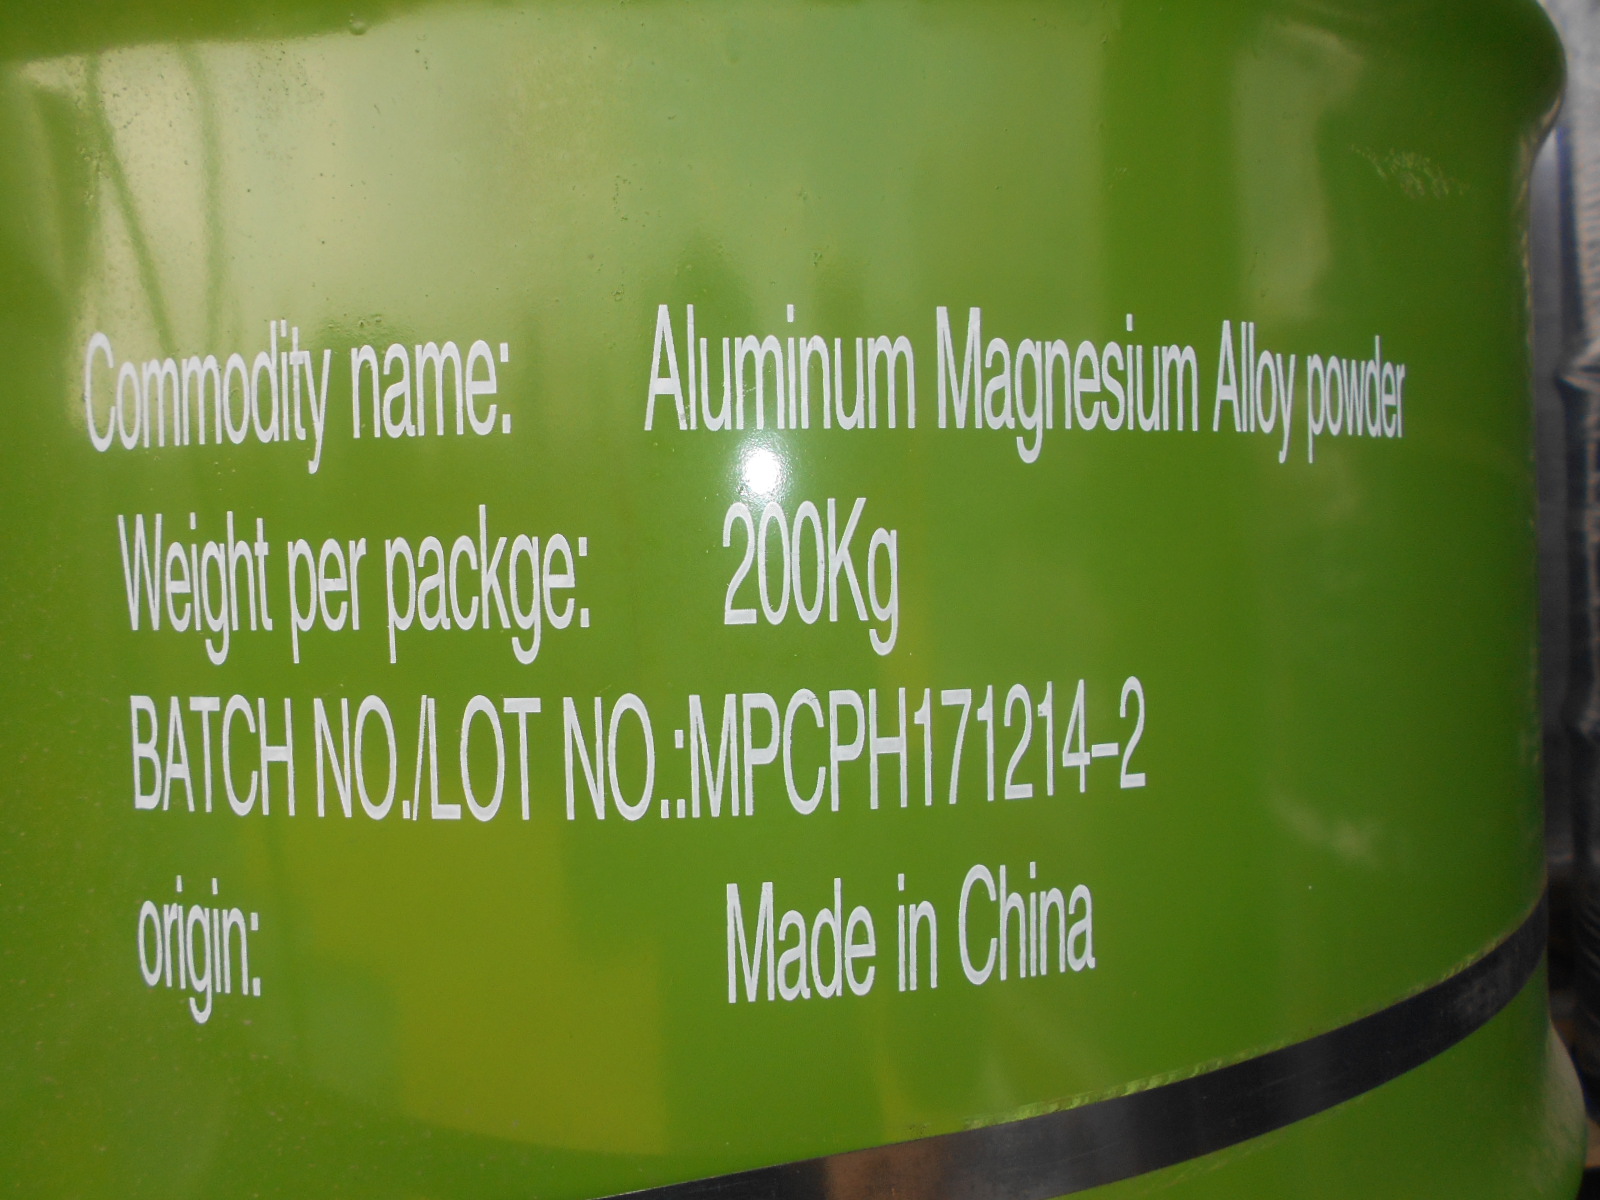 Commodity name: Aluminum Magnesium Alloy powder
Weight per packge: 200Kg
BATCH NO./LOT NO.:MPCPH171214-2
origin: Made in China